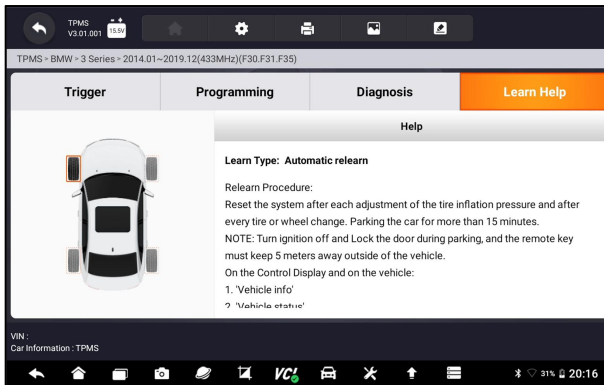 TPMS
V3.01.001
15.5V
TPMS > BMW > 3 Series > 2014.01~2019.12(433MHz)(F30.F31.F35)
Trigger
Programming
Diagnosis
Learn Help
Help
Learn Type: Automatic relearn
Relearn Procedure:
Reset the system after each adjustment of the tire inflation pressure and after
every tire or wheel change. Parking the car for more than 15 minutes.
NOTE: Turn ignition off and Lock the door during parking, and the remote key
must keep 5 meters away outside of the vehicle.
On the Control Display and on the vehicle:
1. 'Vehicle info'
2. 'Vehicle status'
VIN :
Car Information : TPMS
VCI
31%
20:16